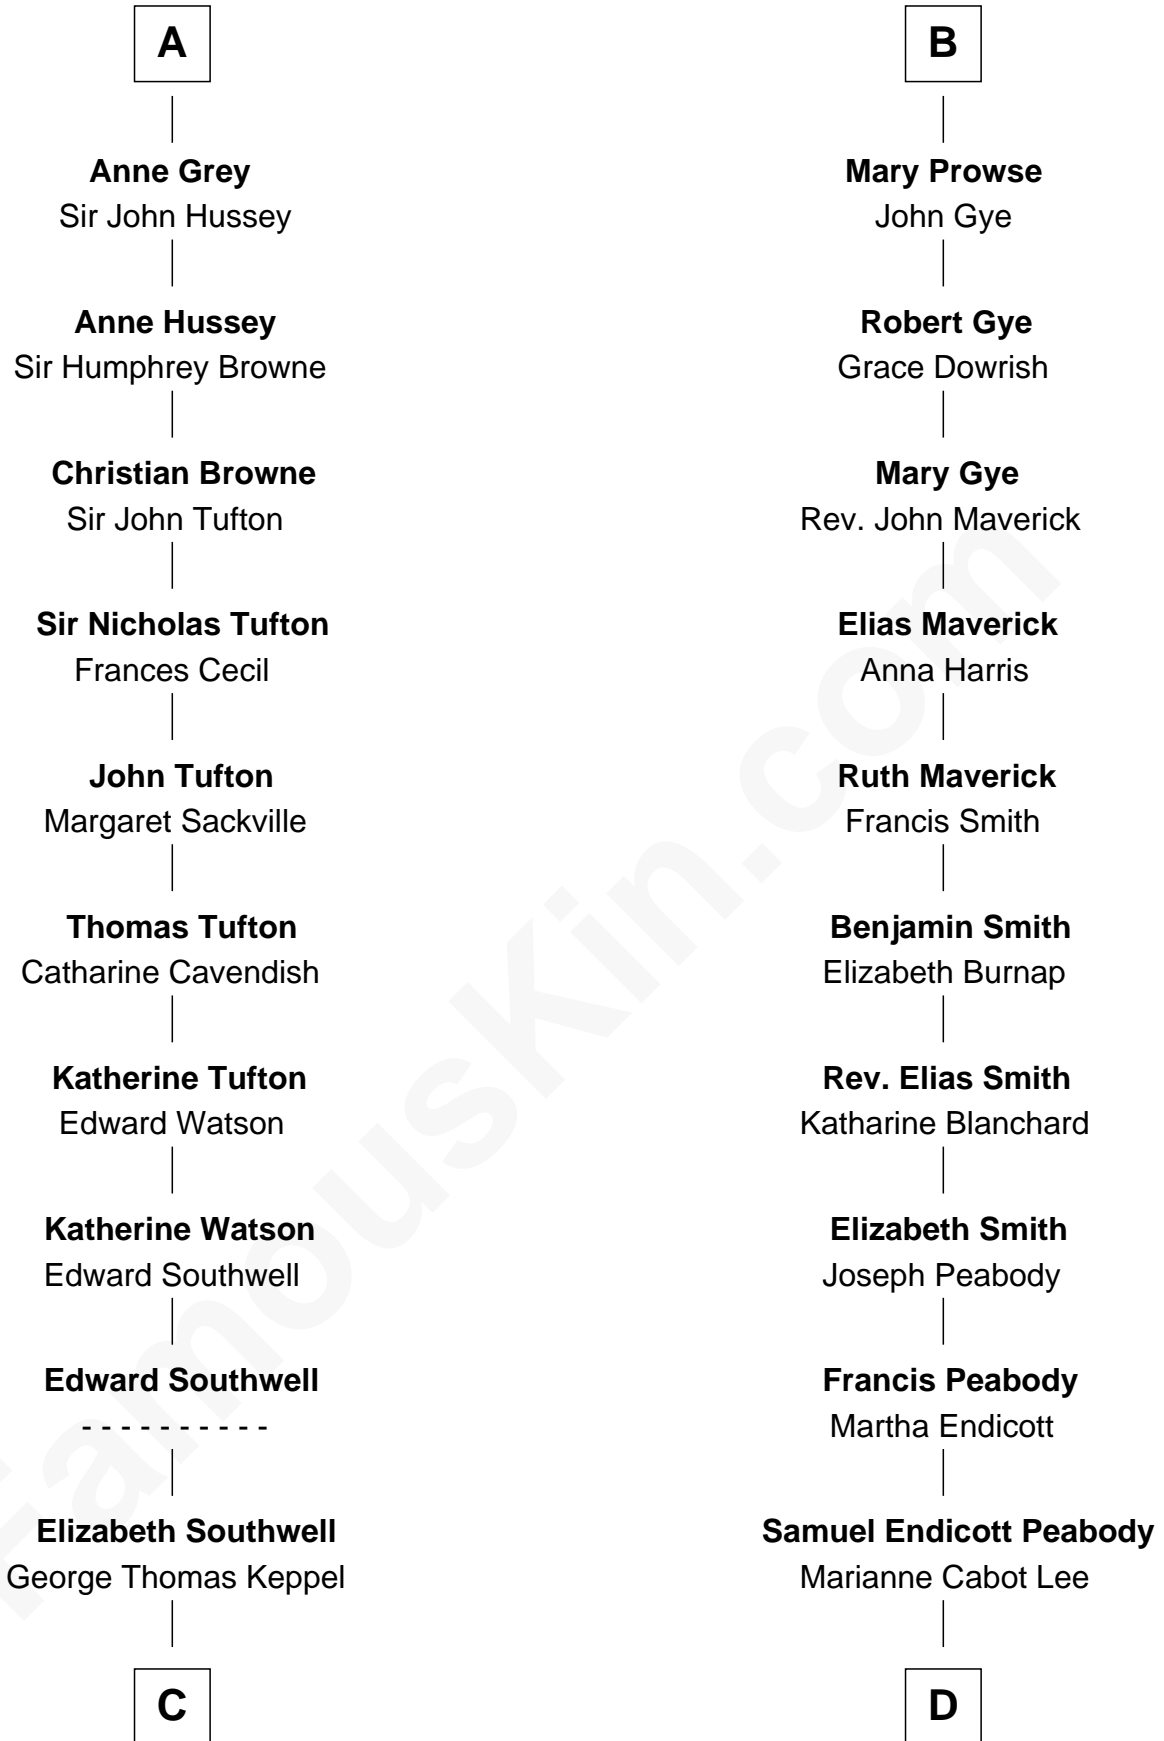 A
Anne Grey
Sir John Hussey
Anne Hussey
Sir Humphrey Browne
Christian Browne
Sir John Tufton
Sir Nicholas Tufton
Frances Cecil
John Tufton
Margaret Sackville
Thomas Tufton
Catharine Cavendish
Katherine Tufton
Edward Watson
Katherine Watson
Edward Southwell
Edward Southwell
- - - - - - - - - -
Elizabeth Southwell
George Thomas Keppel
C
B
Mary Prowse
John Gye
Robert Gye
Grace Dowrish
Mary Gye
Rev. John Maverick
Elias Maverick
Anna Harris
Ruth Maverick
Francis Smith
Benjamin Smith
Elizabeth Burnap
Rev. Elias Smith
Katharine Blanchard
Elizabeth Smith
Joseph Peabody
Francis Peabody
Martha Endicott
Samuel Endicott Peabody
Marianne Cabot Lee
D
FamousKin.com